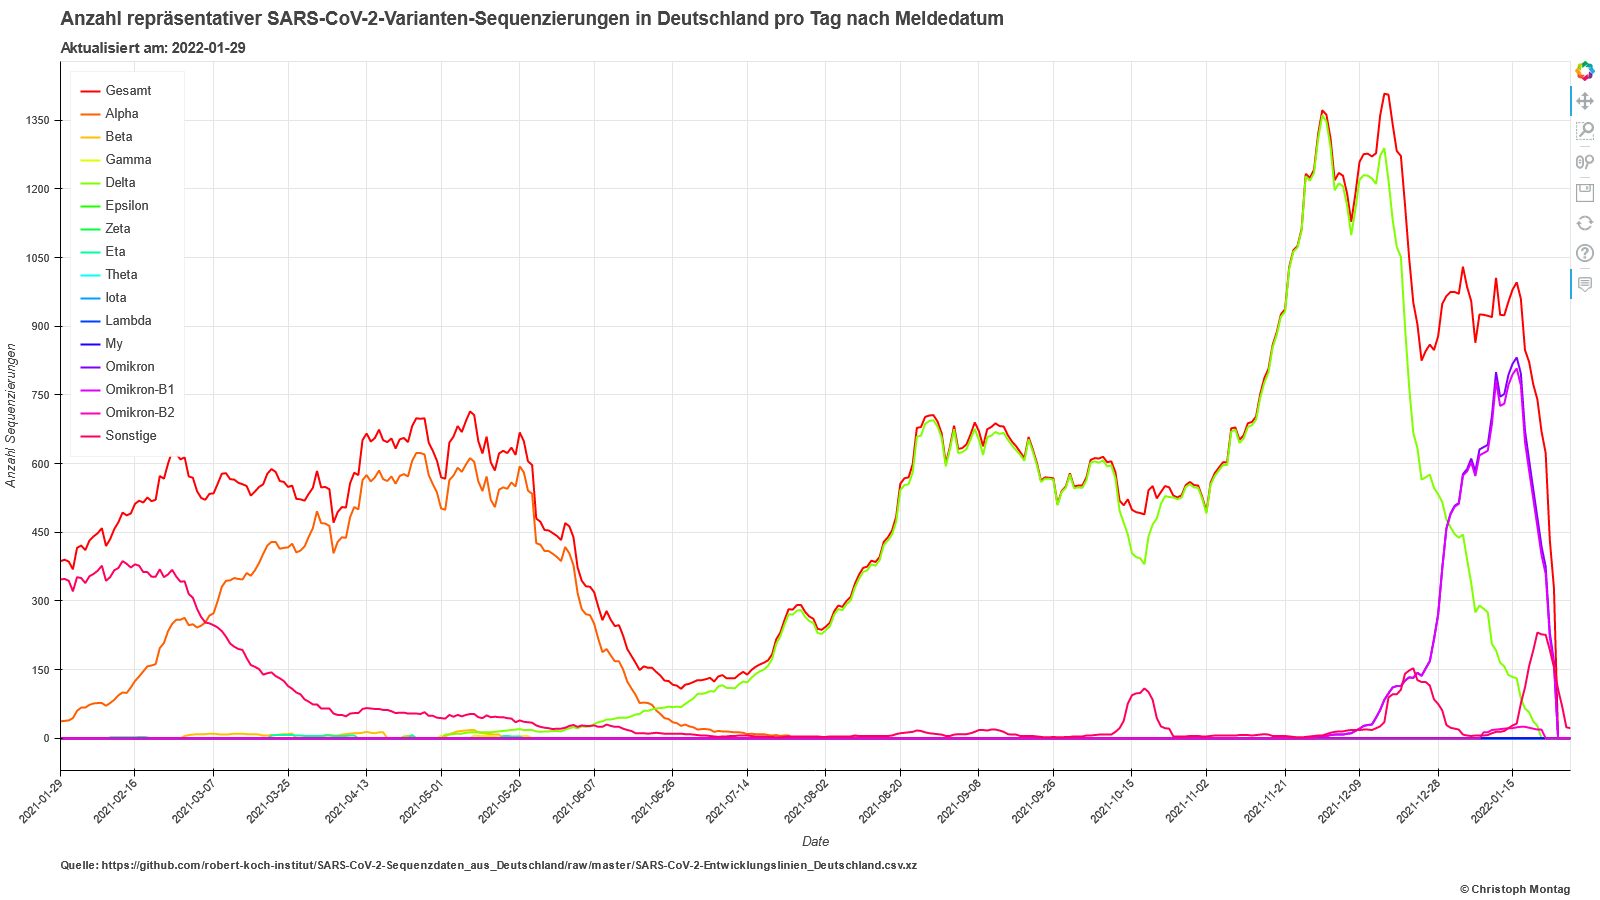 Anzahl repräsentativer SARS-CoV-2-Varianten-Sequenzierungen in Deutschland pro Tag nach Meldedatum
Aktualisiert am: 2022-01-29
Gesamt
Alpha
Beta
Gamma
Delta
Epsilon
Zeta
Eta
Theta
Iota
Lambda
My
Omikron
Omikron-B1
Omikron-B2
Sonstige
Anzahl Sequenzierungen
1350
1200
1050
900
750
600
450
300
150
0
2021-01-29
2021-02-16
2021-03-07
2021-03-25
2021-04-13
2021-05-01
2021-05-20
2021-06-07
2021-06-26
2021-07-14
2021-08-02
2021-08-20
2021-09-08
2021-09-26
2021-10-15
2021-11-02
2021-11-21
2021-12-09
2021-12-28
2022-01-15
Date
Quelle: https://github.com/robert-koch-institut/SARS-CoV-2-Sequenzdaten_aus_Deutschland/raw/master/SARS-CoV-2-Entwicklungslinien_Deutschland.csv.xz
© Christoph Montag